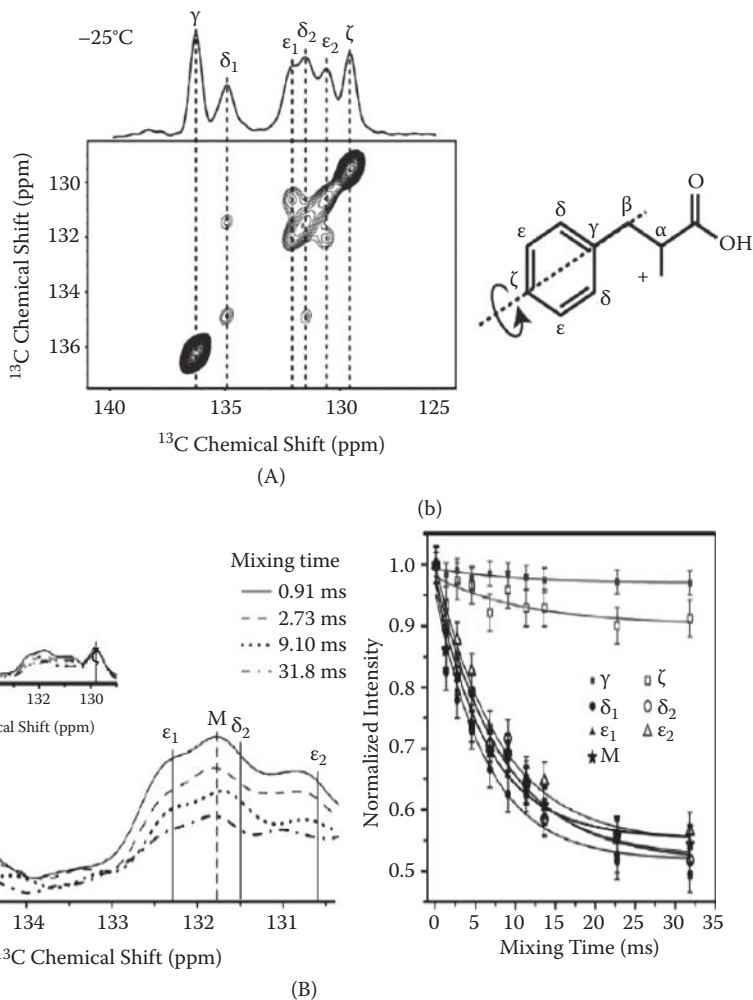 −25°C
γ
δ1
ε1
δ2
ε2
ζ
13C Chemical Shift (ppm)
130
132
134
136
140
135
130
125
13C Chemical Shift (ppm)
(A)
δ
β
O
ε
γ
α
OH
ζ
δ
+
ε
(b)
Mixing time
0.91 ms
2.73 ms
9.10 ms
31.8 ms
ζ
132
130
cal Shift (ppm)
ε1
M
δ2
ε2
134
133
132
131
13C Chemical Shift (ppm)
Normalized Intensity
1.0
0.9
0.8
0.7
0.6
0.5
γ
ζ
δ1
δ2
ε1
ε2
M
0
5
10
15
20
25
30
35
Mixing Time (ms)
(B)